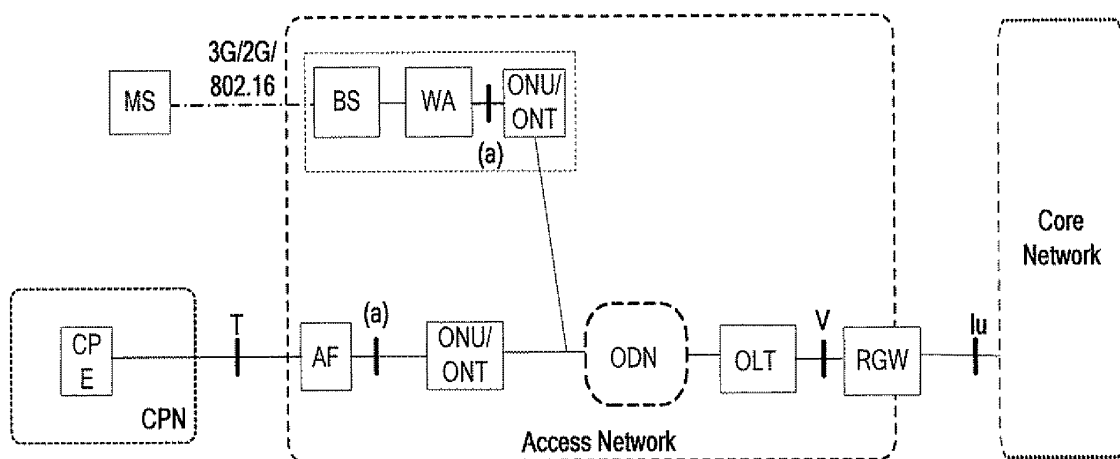 3G/2G/
802.16
MS
BS
WA
ONU/
ONT
(a)
Core
Network
T
(a)
V
Iu
CP
E
AF
ONU/
ONT
ODN
OLT
RGW
CPN
Access Network